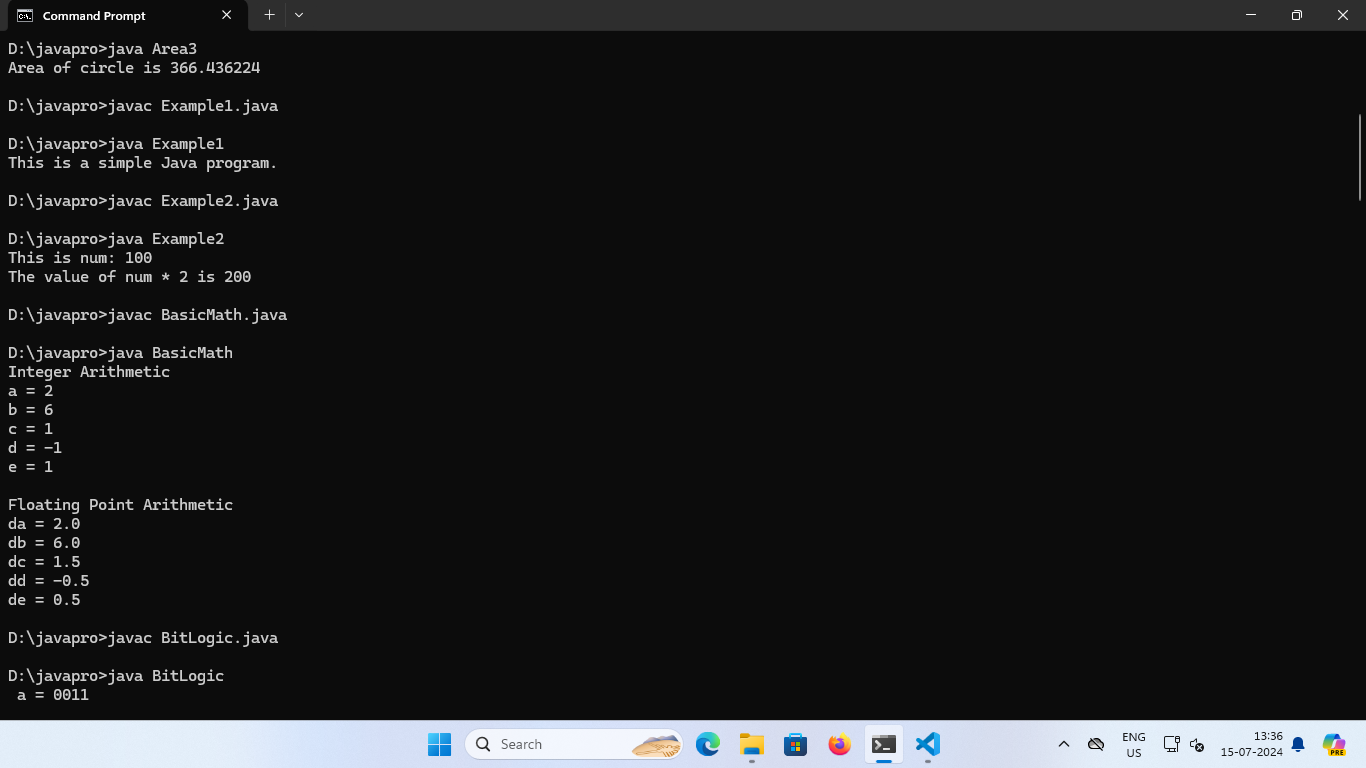 Command Prompt
D:\javapro>java Area3
Area of circle is 366.436224
D:\javapro>javac Example1.java
D:\javapro>java Example1
This is a simple Java program.
D:\javapro>javac Example2.java
D:\javapro>java Example2
This is num: 100
The value of num * 2 is 200
D:\javapro>javac BasicMath.java
D:\javapro>java BasicMath
Integer Arithmetic
a = 2
b = 6
c = 1
d = -1
e = 1
Floating Point Arithmetic
da = 2.0
db = 6.0
dc = 1.5
dd = -0.5
de = 0.5
D:\javapro>javac BitLogic.java
D:\javapro>java BitLogic
 a = 0011
Search
ENG
US
13:36
15-07-2024
PRE